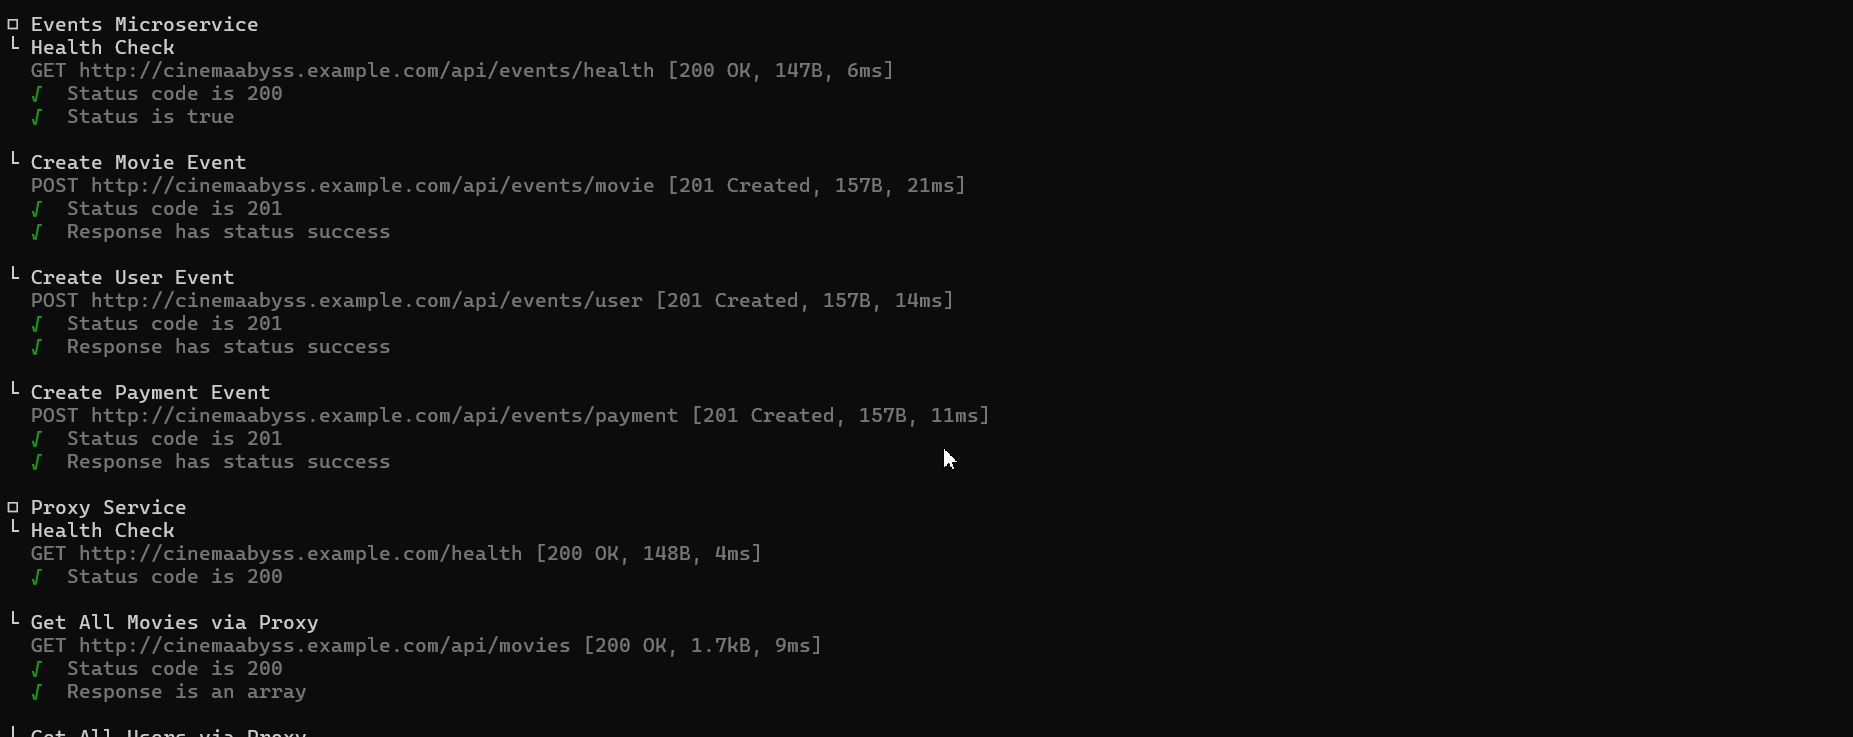 □ Events Microservice
└ Health Check
GET http://cinemaabyss.example.com/api/events/health [200 OK, 147B, 6ms]
√ Status code is 200
√ Status is true
└ Create Movie Event
POST http://cinemaabyss.example.com/api/events/movie [201 Created, 157B, 21ms]
√ Status code is 201
√ Response has status success
└ Create User Event
POST http://cinemaabyss.example.com/api/events/user [201 Created, 157B, 14ms]
√ Status code is 201
√ Response has status success
└ Create Payment Event
POST http://cinemaabyss.example.com/api/events/payment [201 Created, 157B, 11ms]
√ Status code is 201
√ Response has status success
□ Proxy Service
└ Health Check
GET http://cinemaabyss.example.com/health [200 OK, 148B, 4ms]
√ Status code is 200
└ Get All Movies via Proxy
GET http://cinemaabyss.example.com/api/movies [200 OK, 1.7kB, 9ms]
√ Status code is 200
√ Response is an array
└ Get All Users via Proxy